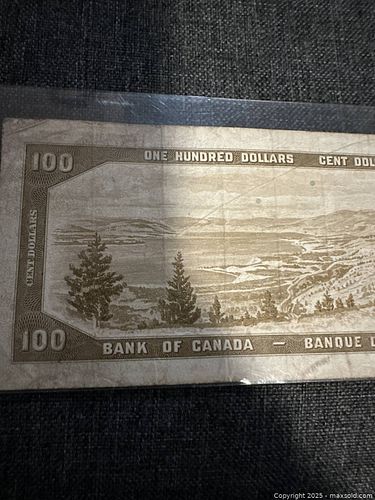 100 ONE HUNDRED DOLLARS CENT DOL
CENT DOLLARS
100 BANK OF CANADA — BANQUE D
Copyright 2025 - maxsold.com